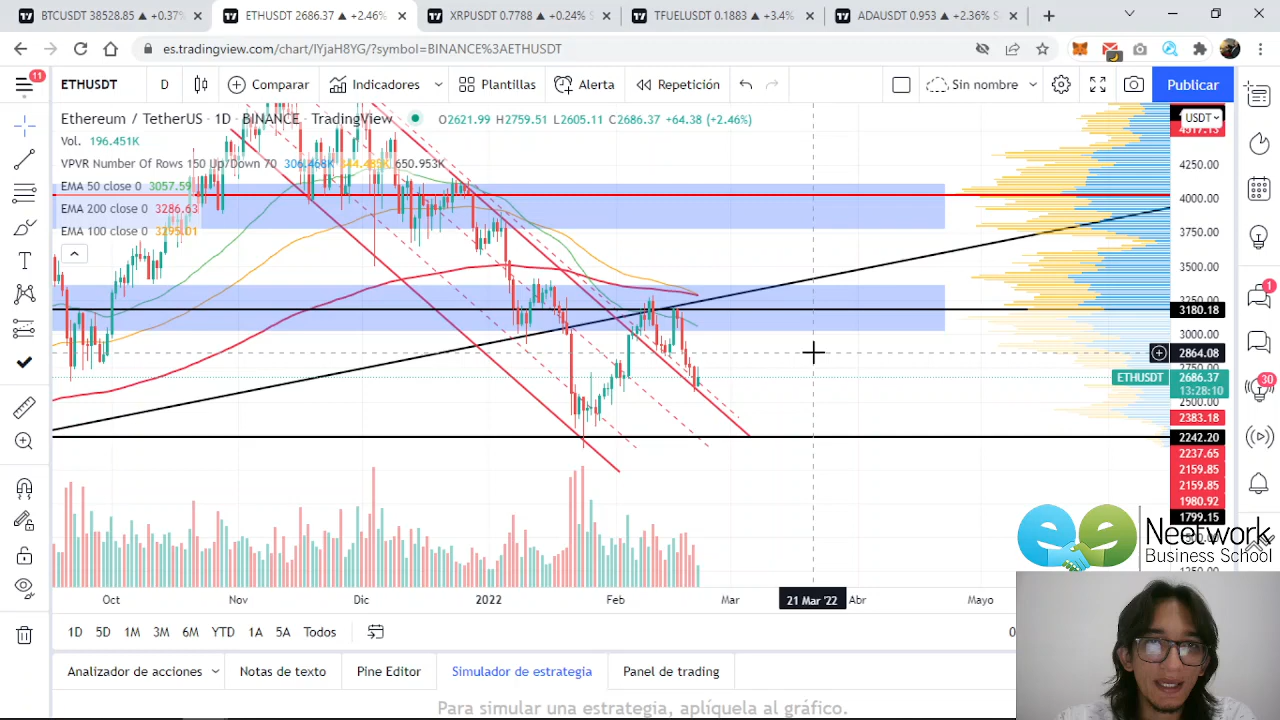 BTCUSDT 38528.85 ▲ +0.37%
ETHUSDT 2686.37 ▲ +2.46%
XRPUSDT 0.7788 ▲ +0.24% S
TFUELUSDT 0.1883 ▲ +3.4%
ADAUSDT 0.953 ▲ +2.36% S
es.tradingview.com/chart/IYjaH8YG/?symbol=BINANCE%3AETHUSDT
11
ETHUSDT
D
Comparar
Indicadores
Plantillas
Alerta
Repetición
Sin nombre
Publicar
Ethereum / TetherUS · 1D · BINANCE · TradingView
H2759.51 L2605.11 C2686.37 +64.38 (+2.46%)
USDT
Vol. 196.451K
VPVR Number Of Rows 150 Up/Down 70 650.953K
EMA 50 close 0 3057.59
EMA 200 close 0 3286.63
EMA 100 close 0
4250.00
4000.00
3750.00
3500.00
3180.18
3000.00
2864.08
ETHUSDT 2686.37
13:28:10
2500.00
2383.18
2242.20
2237.65
2159.85
2159.85
1980.92
1799.15
1
30
Neetwork
Business School
Oct
Nov
Dic
2022
Feb
Mar
21 Mar '22
Abr
Mayo
1D
5D
1M
3M
6M
YTD
1A
5A
Todos
Analizador de acciones
Notas de texto
Pine Editor
Simulador de estrategia
Panel de trading
Para simular una estrategia, aplíquela al gráfico.